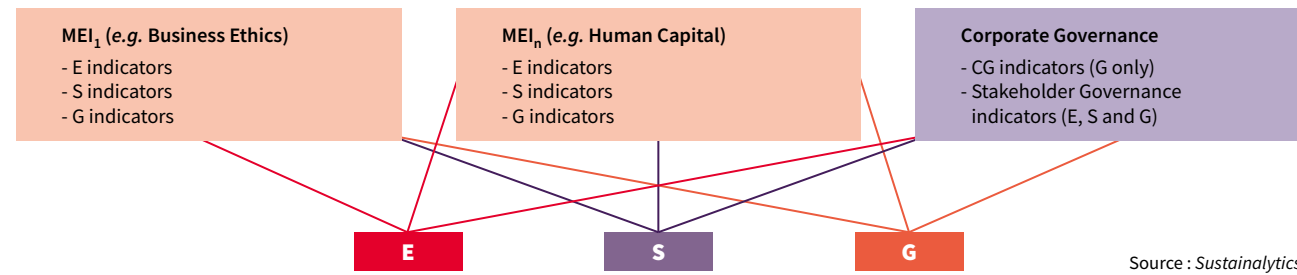 MEI1 (e.g. Business Ethics)
- E indicators
- S indicators
- G indicators
MEIn (e.g. Human Capital)
- E indicators
- S indicators
- G indicators
Corporate Governance
- CG indicators (G only)
- Stakeholder Governance
indicators (E, S and G)
E
S
G
Source : Sustainalytics